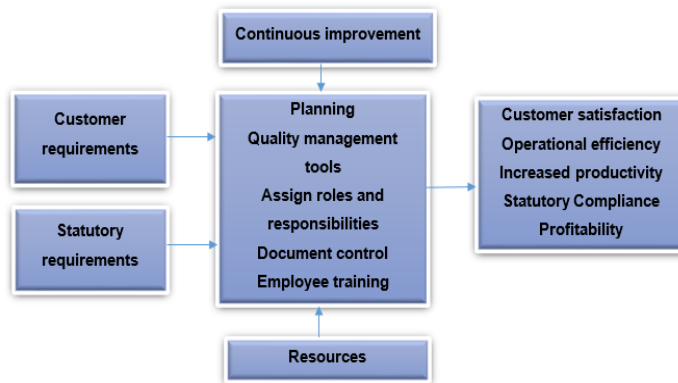 Continuous improvement
Customer
requirements
Statutory
requirements
Planning
Quality management
tools
Assign roles and
responsibilities
Document control
Employee training
Customer satisfaction
Operational efficiency
Increased productivity
Statutory Compliance
Profitability
Resources